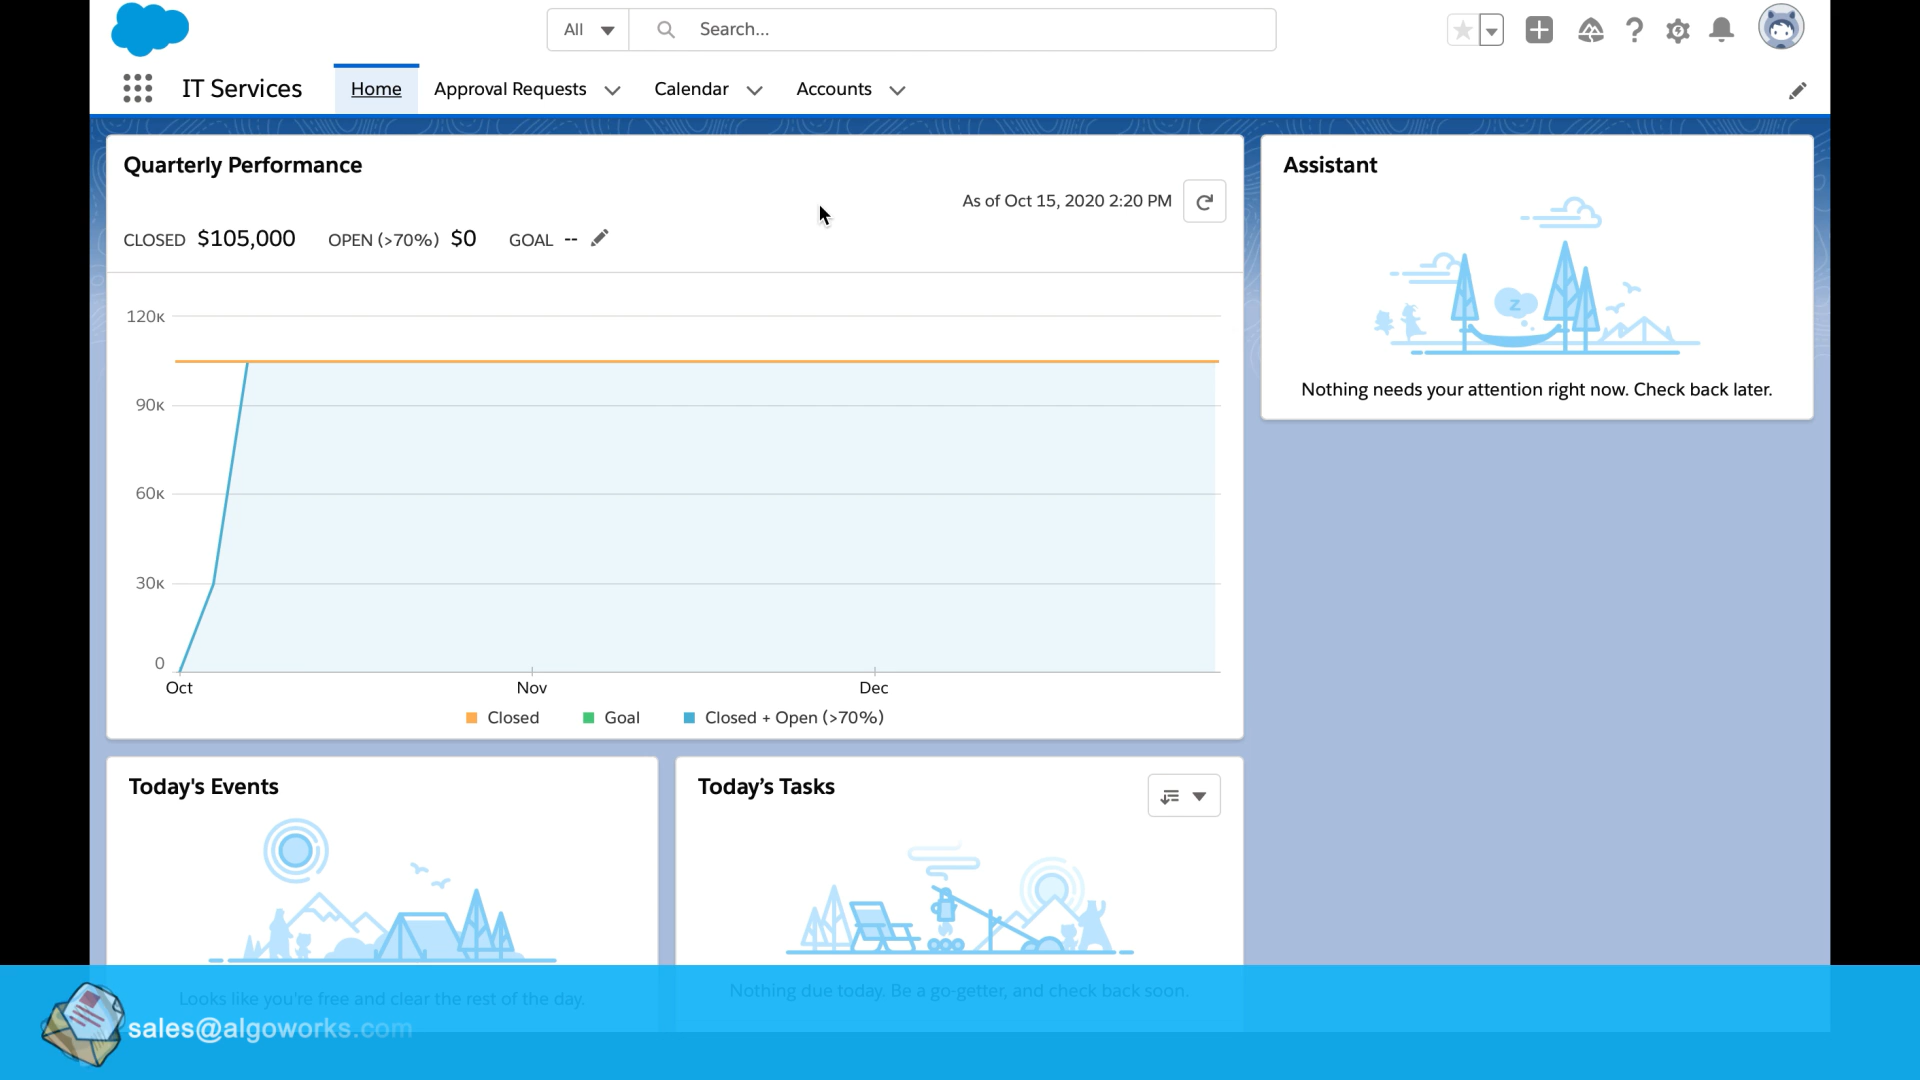 All
Search...
IT Services
Home
Approval Requests
Calendar
Accounts
Quarterly Performance
As of Oct 15, 2020 2:20 PM
CLOSED $105,000 OPEN (>70%) $0 GOAL --
120K
90K
60K
30K
0
Oct Nov Dec
Closed Goal Closed + Open (>70%)
Assistant
Z
Nothing needs your attention right now. Check back later.
Today's Events
Looks like you're free and clear the rest of the day.
Today’s Tasks
Nothing due today. Be a go-getter, and check back soon.
sales@algoworks.com